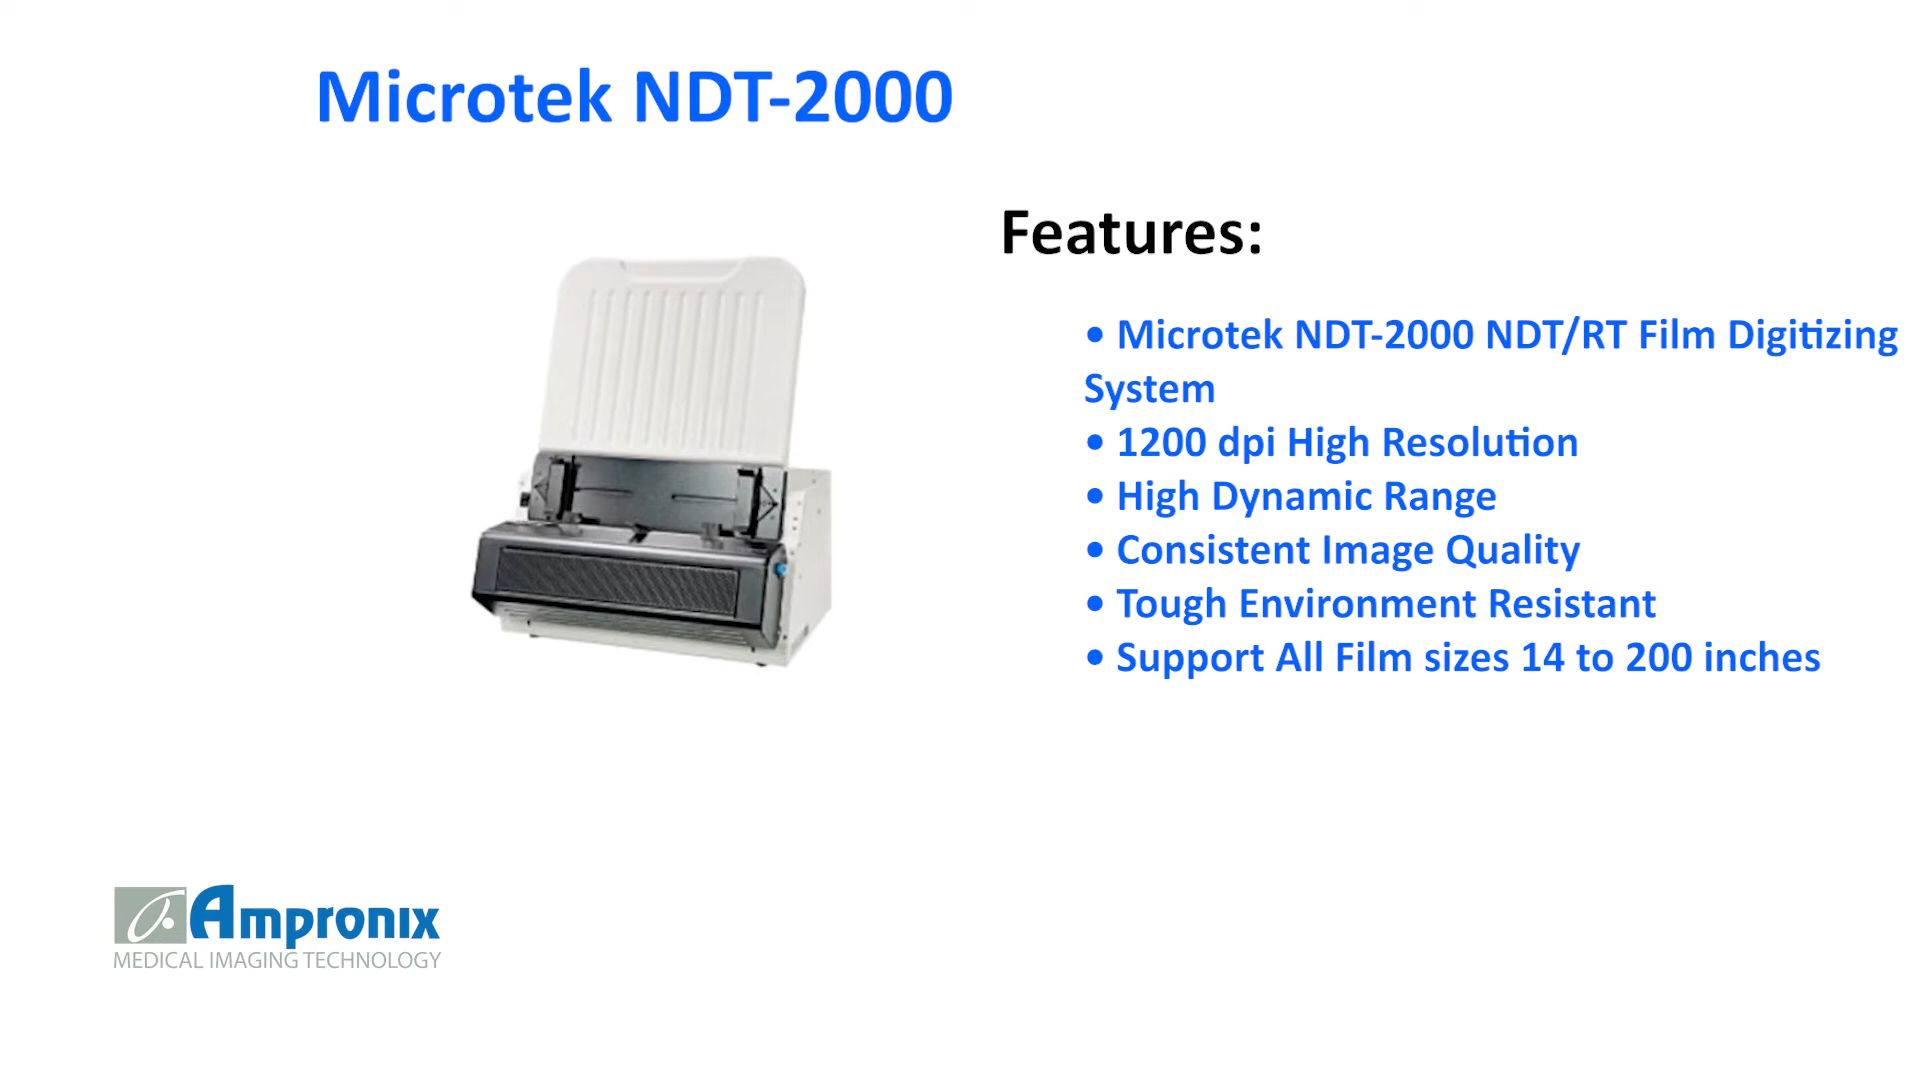 Microtek NDT-2000
Features:
• Microtek NDT-2000 NDT/RT Film Digitizing
System
• 1200 dpi High Resolution
• High Dynamic Range
• Consistent Image Quality
• Tough Environment Resistant
• Support All Film sizes 14 to 200 inches
Ampronix
MEDICAL IMAGING TECHNOLOGY